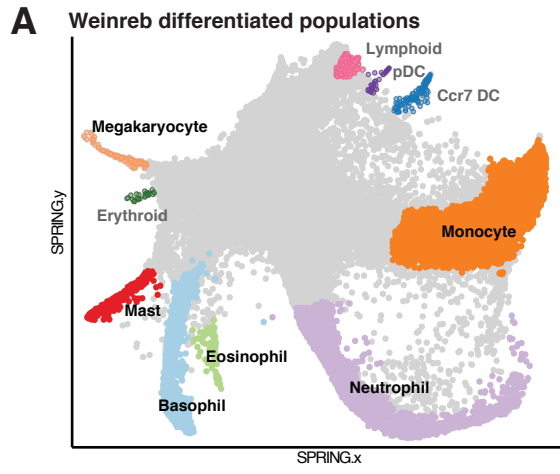 A
Weinreb differentiated populations
Lymphoid
pDC
Ccr7 DC
Megakaryocyte
Erythroid
Monocyte
Mast
Eosinophil
Neutrophil
Basophil
SPRING.y
SPRING.x